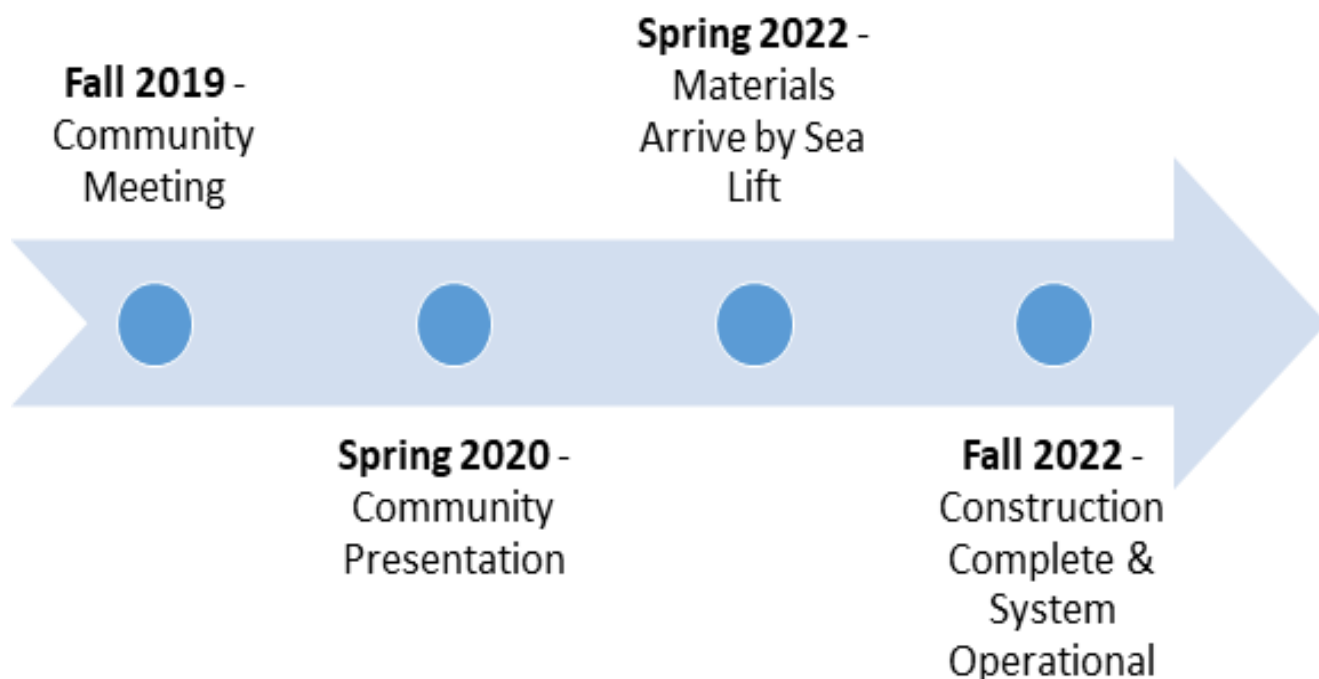 Fall 2019 -
Community
Meeting
Spring 2020 -
Community
Presentation
Spring 2022 -
Materials
Arrive by Sea
Lift
Fall 2022 -
Construction
Complete &
System
Operational